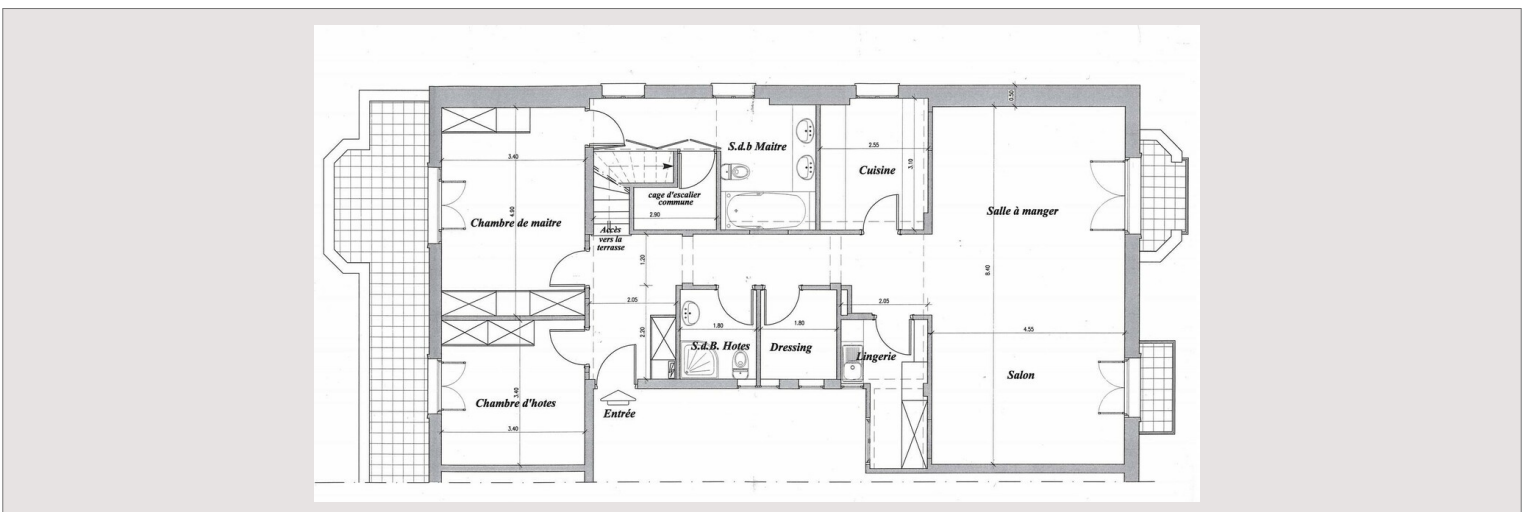 0.50
3.40
S.d.b Maitre
2.55
3.10
Cuisine
cage d'escalier
commune
2.90
Chambre de maitre
4.90
Salle à manger
Accès
vers la
terrasse
1.20
8.40
2.05
2.05
1.80
1.80
4.55
2.20
S.d.B. Hotes
Dressing
Lingerie
Salon
3.40
Chambre d'hotes
Entrée
3.40